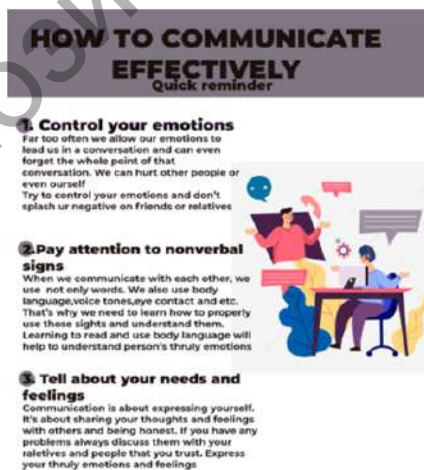 HOW TO COMMUNICATE
EFFECTIVELY
Quick reminder
1. Control your emotions
Far too often we allow our emotions to
lead us in a conversation and can even
forget the whole point of that
conversation. We can hurt other people or
even ourself
Try to control your emotions and don't
splash ur negative on friends or relatives
2.Pay attention to nonverbal
signs
When we communicate with each other, we
use not only words. We also use body
language,voice tones,eye contact and etc.
That's why we need to learn how to properly
use those sights and understand them.
Learning to read and use body language will
help to understand person's thruly emotions
3. Tell about your needs and
feelings
Communication is about expressing yourself.
It's about sharing your thoughts and feelings
with others and being honest. If you have any
problems always discuss them with your
raletives and people that you trust. Express
your thruly emotions and feelings